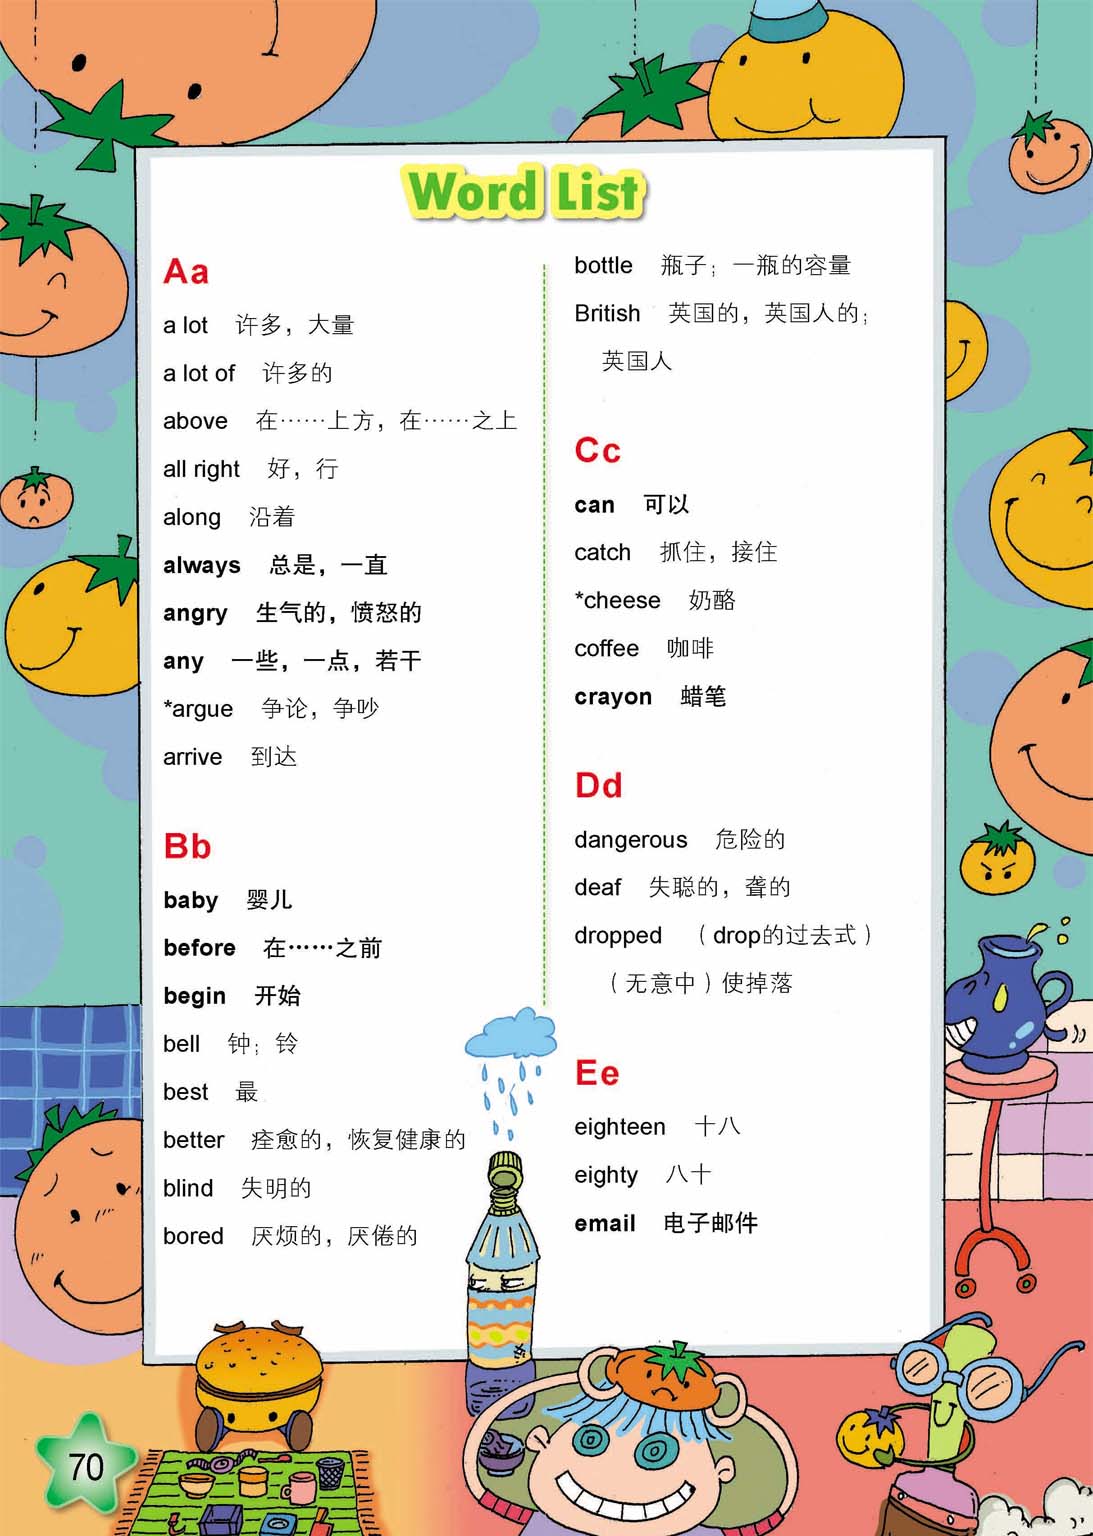 Word List
Aa
a lot 许多，大量
a lot of 许多的
above 在……上方，在……之上
all right 好，行
along 沿着
always 总是，一直
angry 生气的，愤怒的
any 一些，一点，若干
*argue 争论，争吵
arrive 到达
Bb
baby 婴儿
before 在……之前
begin 开始
bell 钟；铃
best 最
better 痊愈的，恢复健康的
blind 失明的
bored 厌烦的，厌倦的
bottle 瓶子；一瓶的容量
British 英国的，英国人的；
英国人
Cc
can 可以
catch 抓住，接住
*cheese 奶酪
coffee 咖啡
crayon 蜡笔
Dd
dangerous 危险的
deaf 失聪的，聋的
dropped （drop的过去式）
（无意中）使掉落
Ee
eighteen 十八
eighty 八十
email 电子邮件
70